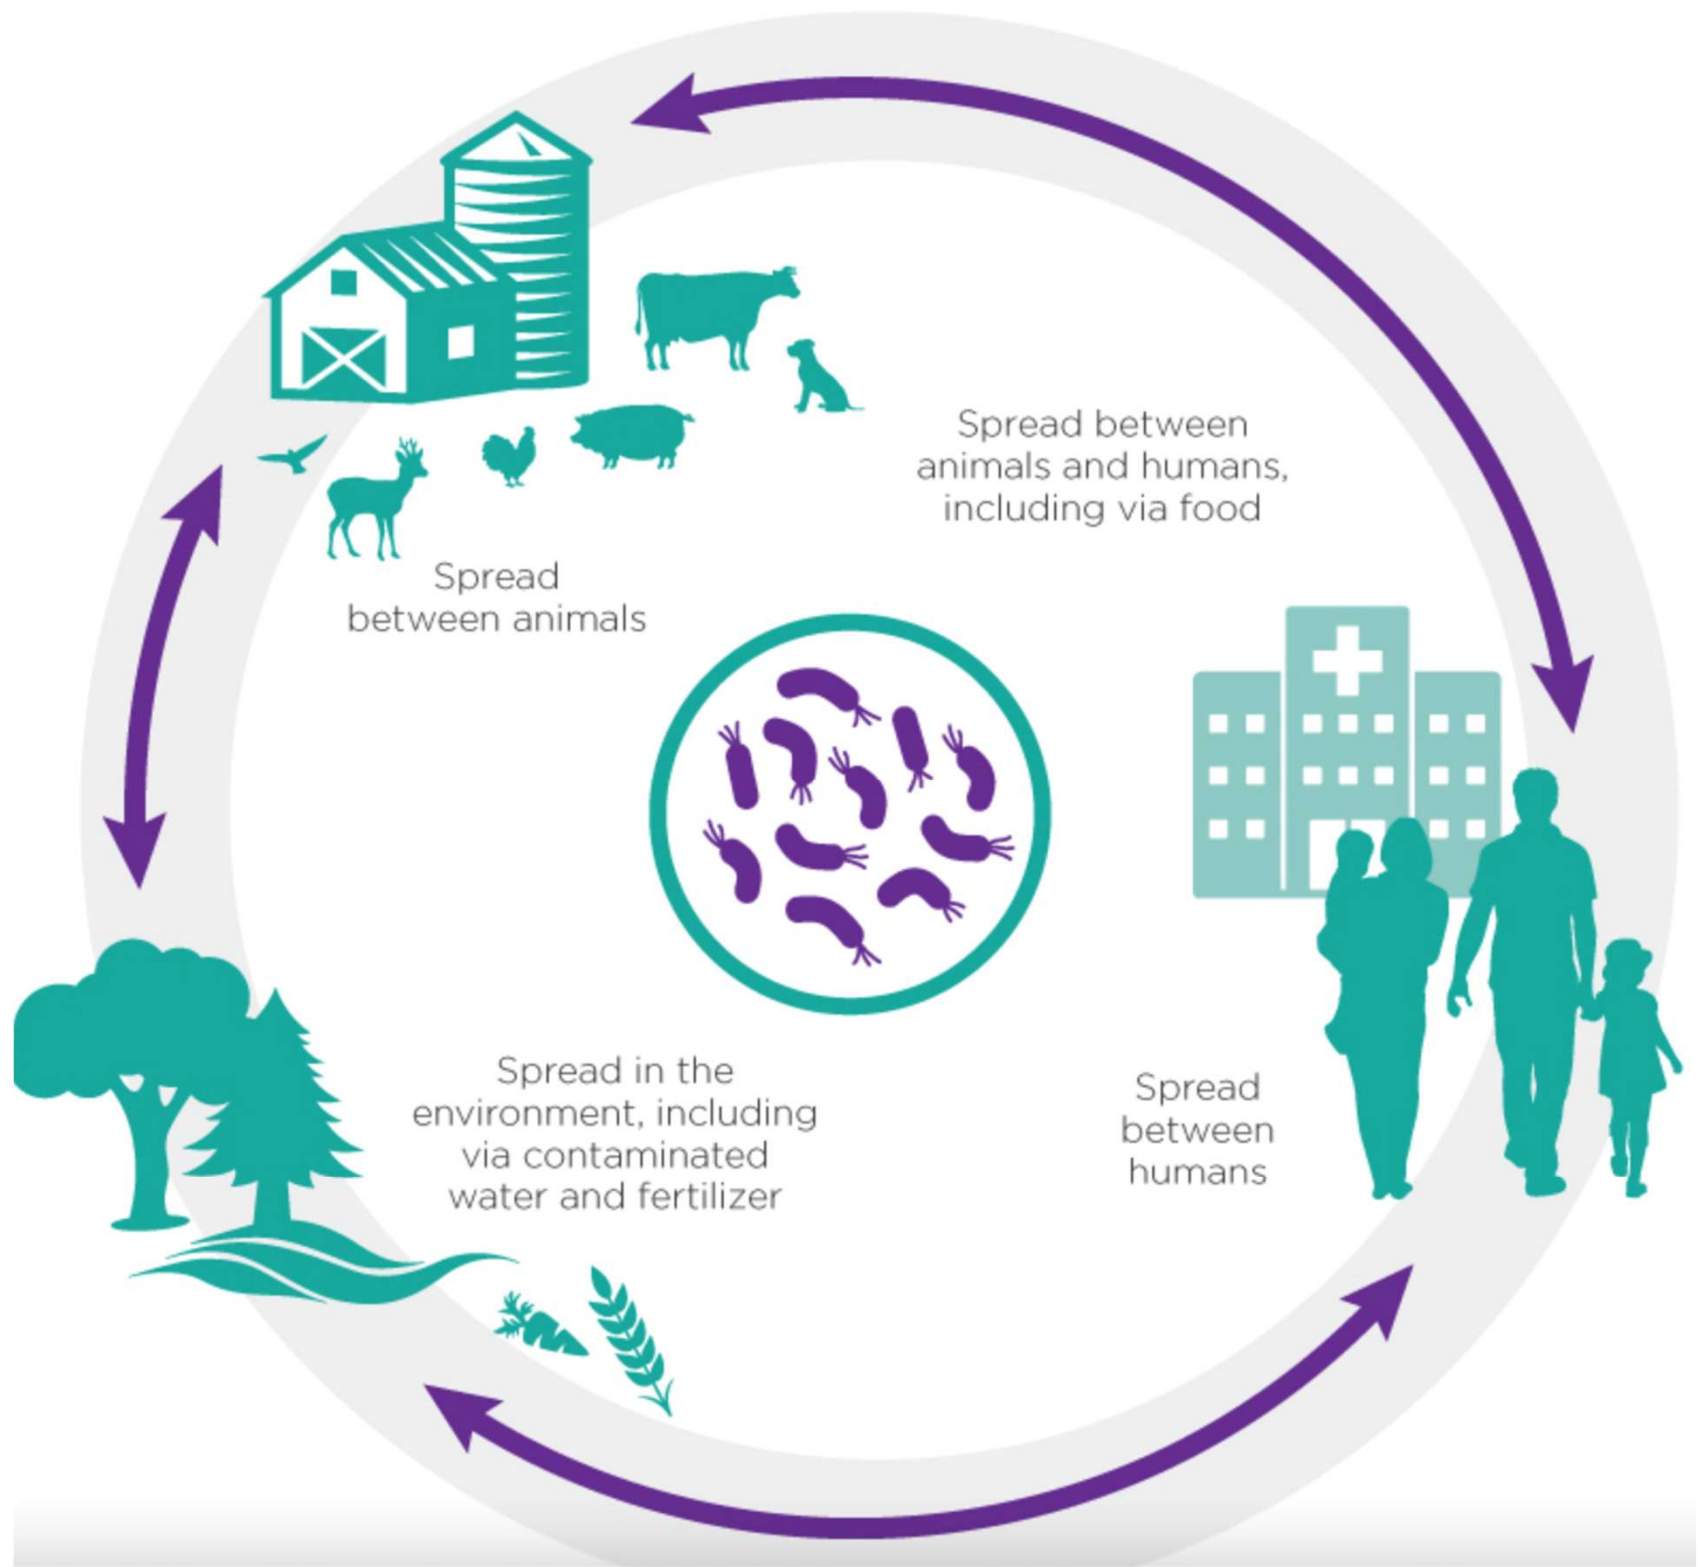 Spread between
animals and humans,
including via food
Spread
between animals
Spread in the
environment, including
via contaminated
water and fertilizer
Spread
between
humans